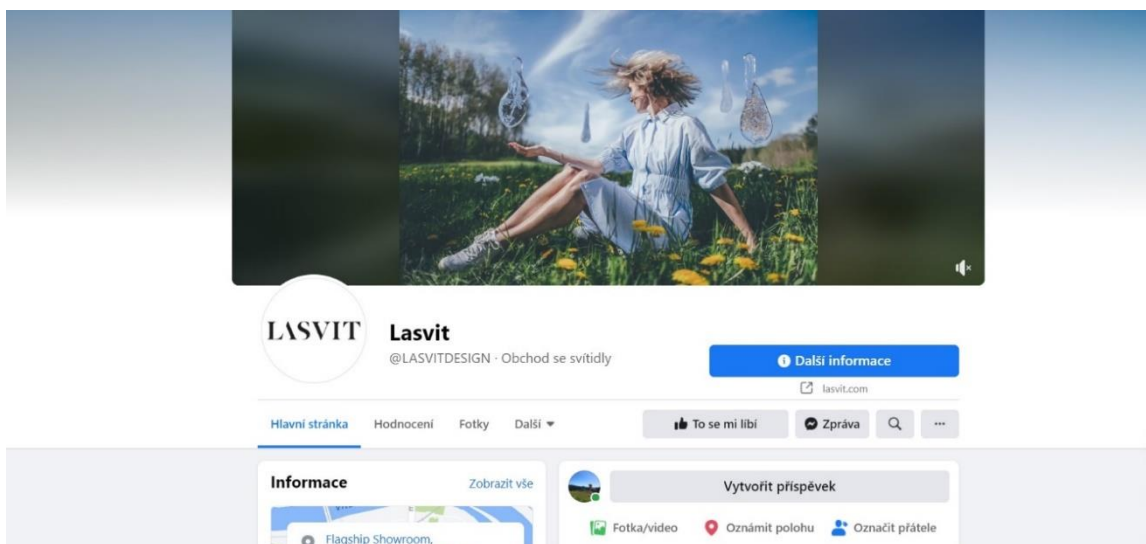 LASVIT
Lasvit
@LASVITDESIGN · Obchod se svítidly
Další informace
lasvit.com
Hlavní stránka Hodnocení Fotky Další
To se mi líbí Zpráva
Informace Zobrazit vše
Vytvořit příspěvek
Fotka/video Oznámit polohu Označit přátele
Flagship Showroom,